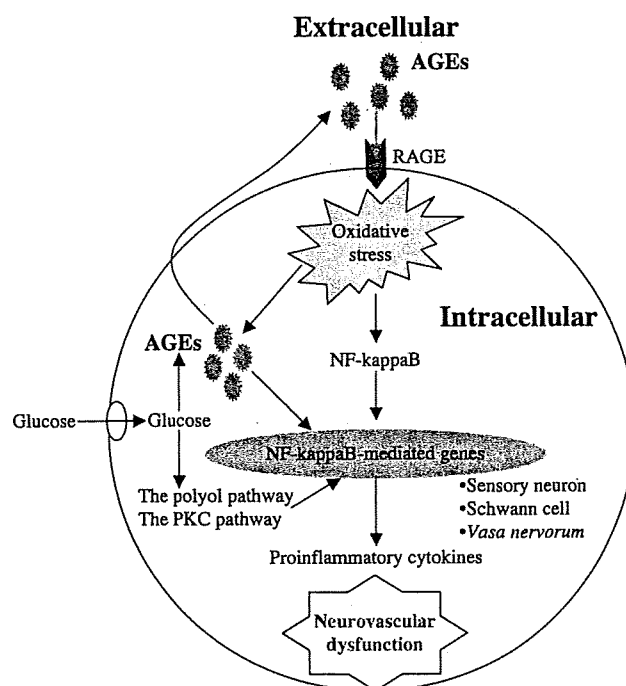 Extracellular
AGEs
RAGE
Oxidative
stress
Intracellular
AGEs
NF-kappaB
Glucose
Glucose
NF-kappaB-mediated genes
•Sensory neuron
The polyol pathway
•Schwann cell
The PKC pathway
•Vasa nervorum
Proinflammatory cytokines
Neurovascular
dysfunction